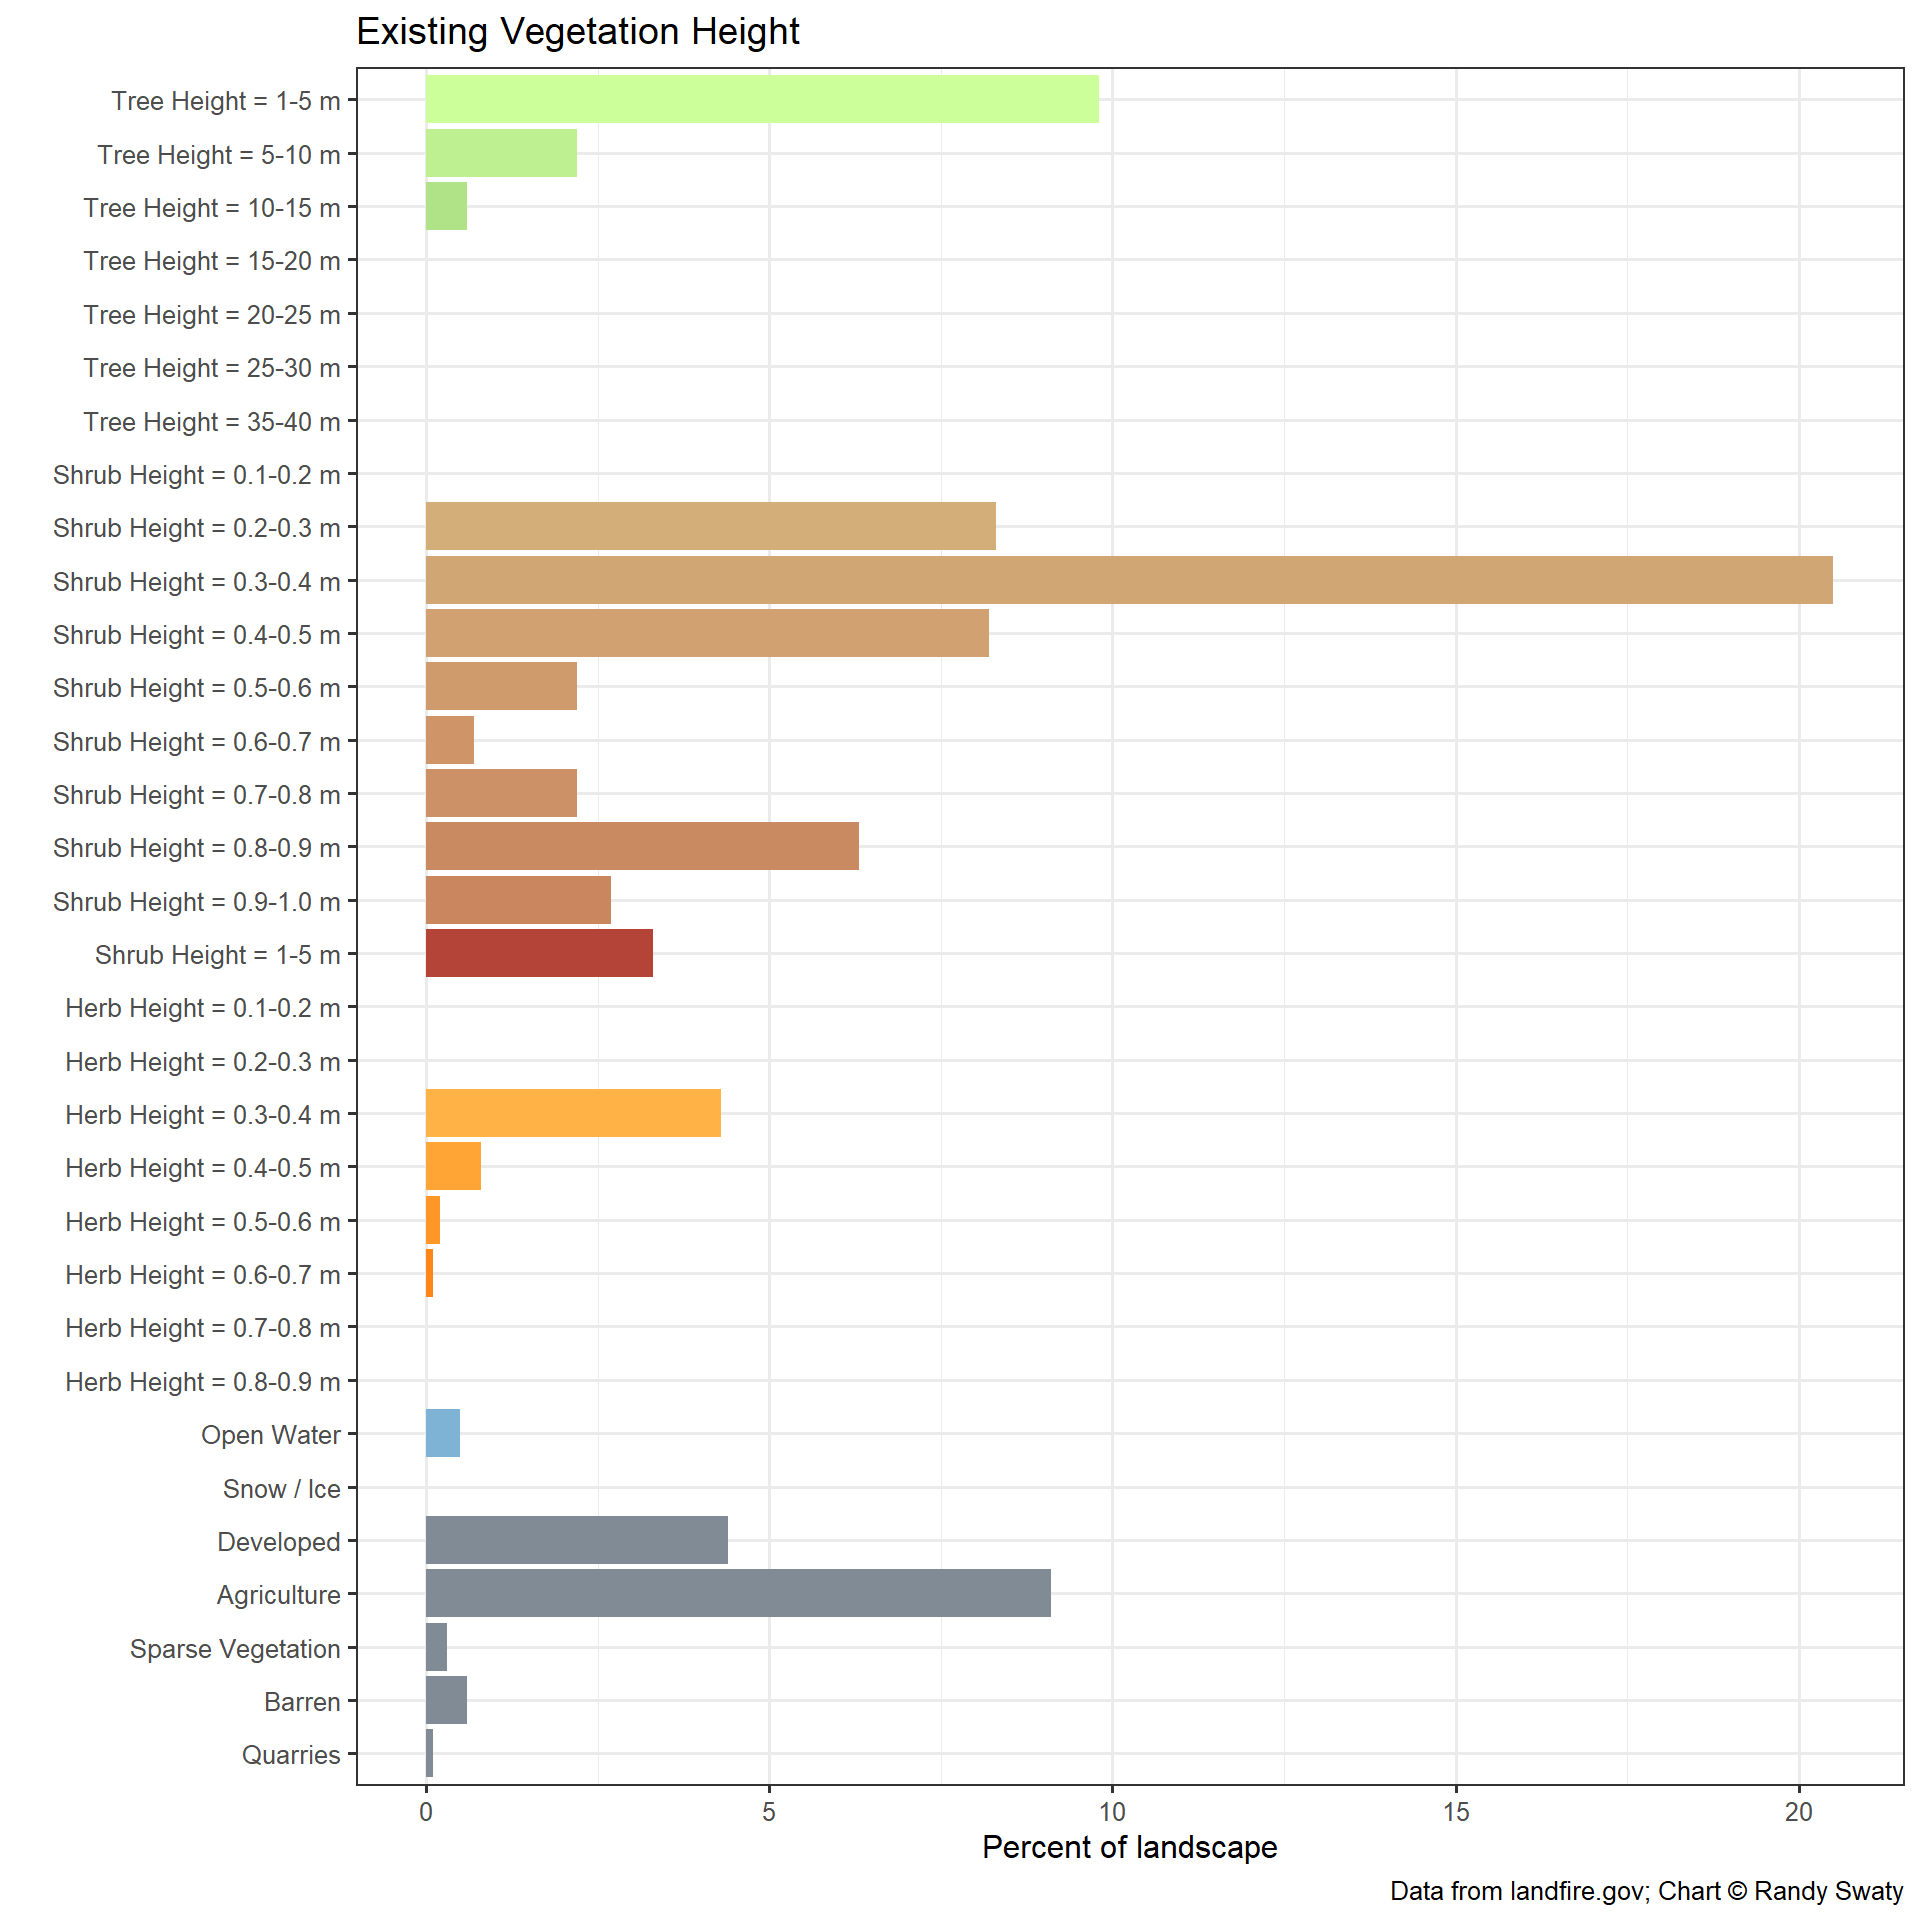 Existing Vegetation Height
Tree Height = 1-5 m
Tree Height = 5-10 m
Tree Height = 10-15 m
Tree Height = 15-20 m
Tree Height = 20-25 m
Tree Height = 25-30 m
Tree Height = 35-40 m
Shrub Height = 0.1-0.2 m
Shrub Height = 0.2-0.3 m
Shrub Height = 0.3-0.4 m
Shrub Height = 0.4-0.5 m
Shrub Height = 0.5-0.6 m
Shrub Height = 0.6-0.7 m
Shrub Height = 0.7-0.8 m
Shrub Height = 0.8-0.9 m
Shrub Height = 0.9-1.0 m
Shrub Height = 1-5 m
Herb Height = 0.1-0.2 m
Herb Height = 0.2-0.3 m
Herb Height = 0.3-0.4 m
Herb Height = 0.4-0.5 m
Herb Height = 0.5-0.6 m
Herb Height = 0.6-0.7 m
Herb Height = 0.7-0.8 m
Herb Height = 0.8-0.9 m
Open Water
Snow / Ice
Developed
Agriculture
Sparse Vegetation
Barren
Quarries
0 5 10 15 20
Percent of landscape
Data from landfire.gov; Chart © Randy Swaty